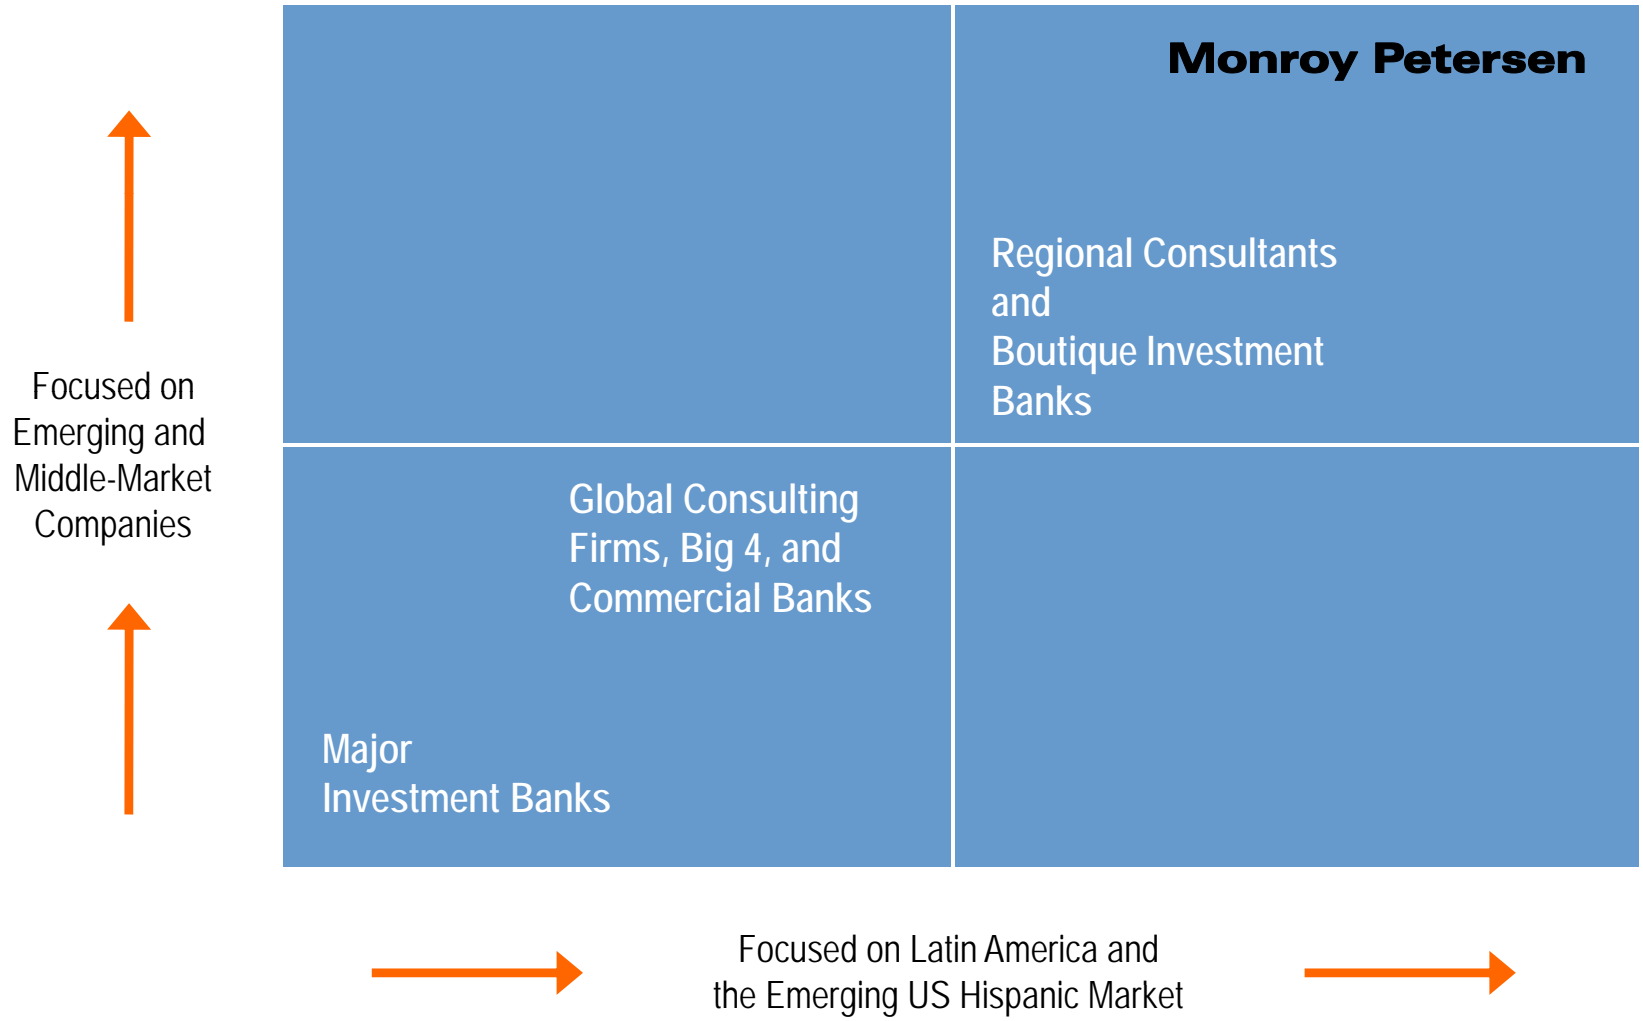 Monroy Petersen
Regional Consultants
and
Boutique Investment
Banks
Focused on
Emerging and
Middle-Market
Companies
Global Consulting
Firms, Big 4, and
Commercial Banks
Major
Investment Banks
Focused on Latin America and
the Emerging US Hispanic Market